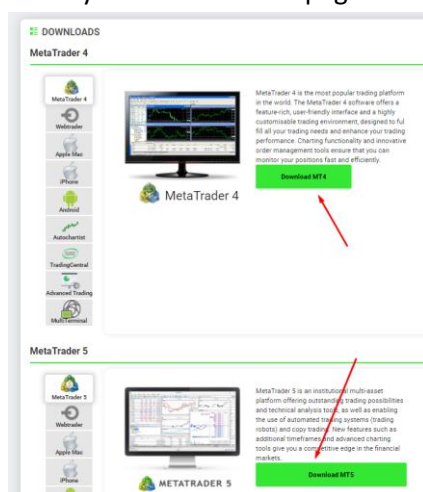 DOWNLOADS
MetaTrader 4
MetaTrader 4
Webtrader
Apple Mac
iPhone
Android
Autochartist
TradingCentral
Advanced Trading
MultiTerminal
MetaTrader 4
MetaTrader 4 is the most popular trading platform
in the world. The MetaTrader 4 software offers a
feature-rich, user-friendly interface and a highly
customisable trading environment, designed to ful
fill all your trading needs and enhance your trading
performance. Charting functionality and innovative
order management tools ensure that you can
monitor your positions fast and efficiently.
Download MT4
MetaTrader 5
MetaTrader 5
Webtrader
Apple Mac
iPhone
METATRADER 5
MetaTrader 5 is an institutional multi-asset
platform offering outstanding trading possibilities
and technical analysis tools, as well as enabling
the use of automated trading systems (trading
robots) and copy trading. New features such as
additional timeframes and advanced charting
tools give you a competitive edge in the financial
markets.
Download MT5